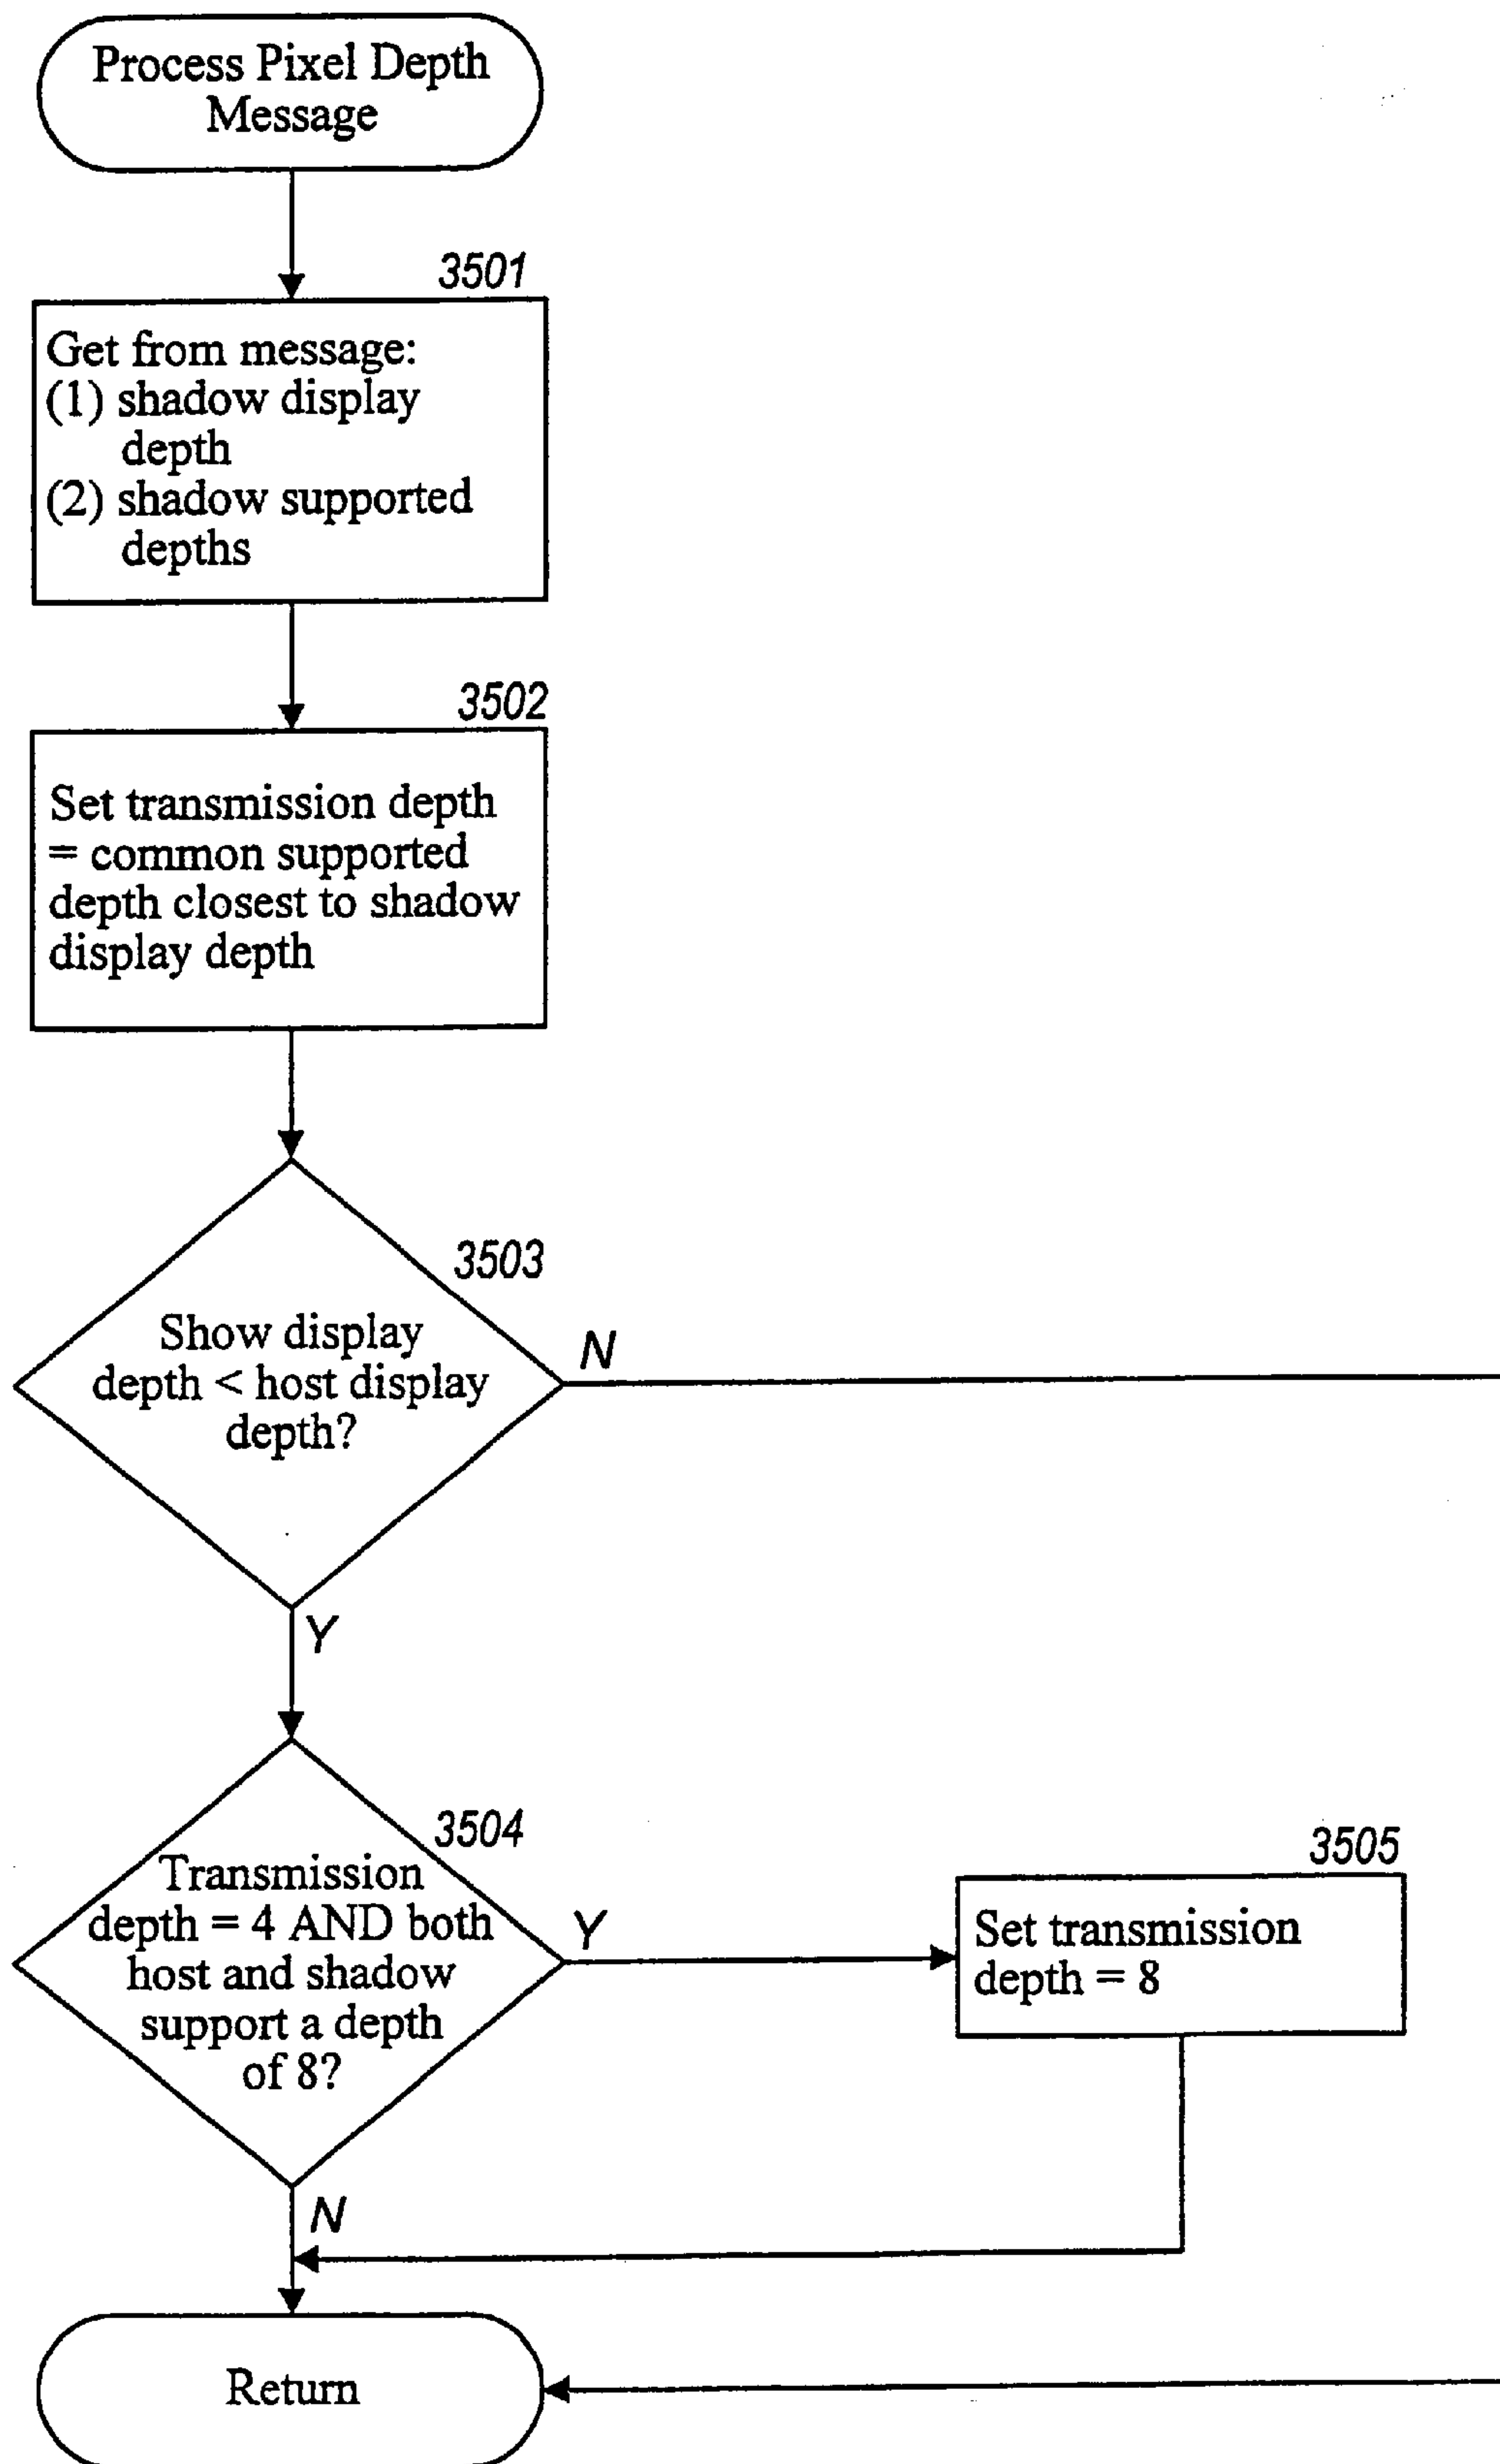 Process Pixel Depth
Message
3501
Get from message:
(1) shadow display
depth
(2) shadow supported
depths
3502
Set transmission depth
= common supported
depth closest to shadow
display depth
3503
Show display
depth < host display
depth?
N
Y
3504
Transmission
depth = 4 AND both
host and shadow
support a depth
of 8?
Y
3505
Set transmission
depth = 8
N
Return